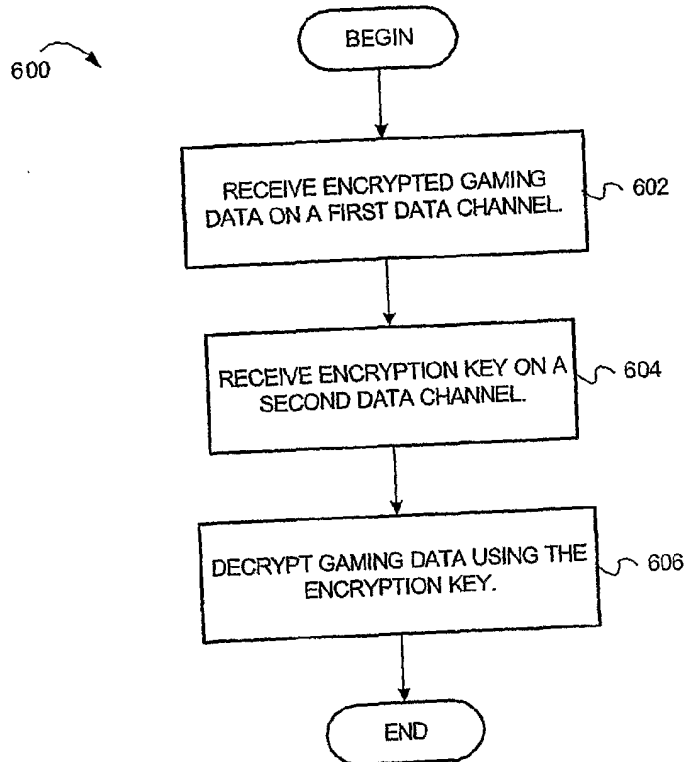 BEGIN
600
RECEIVE ENCRYPTED GAMING
DATA ON A FIRST DATA CHANNEL.
602
RECEIVE ENCRYPTION KEY ON A
SECOND DATA CHANNEL.
604
DECRYPT GAMING DATA USING THE
ENCRYPTION KEY.
606
END